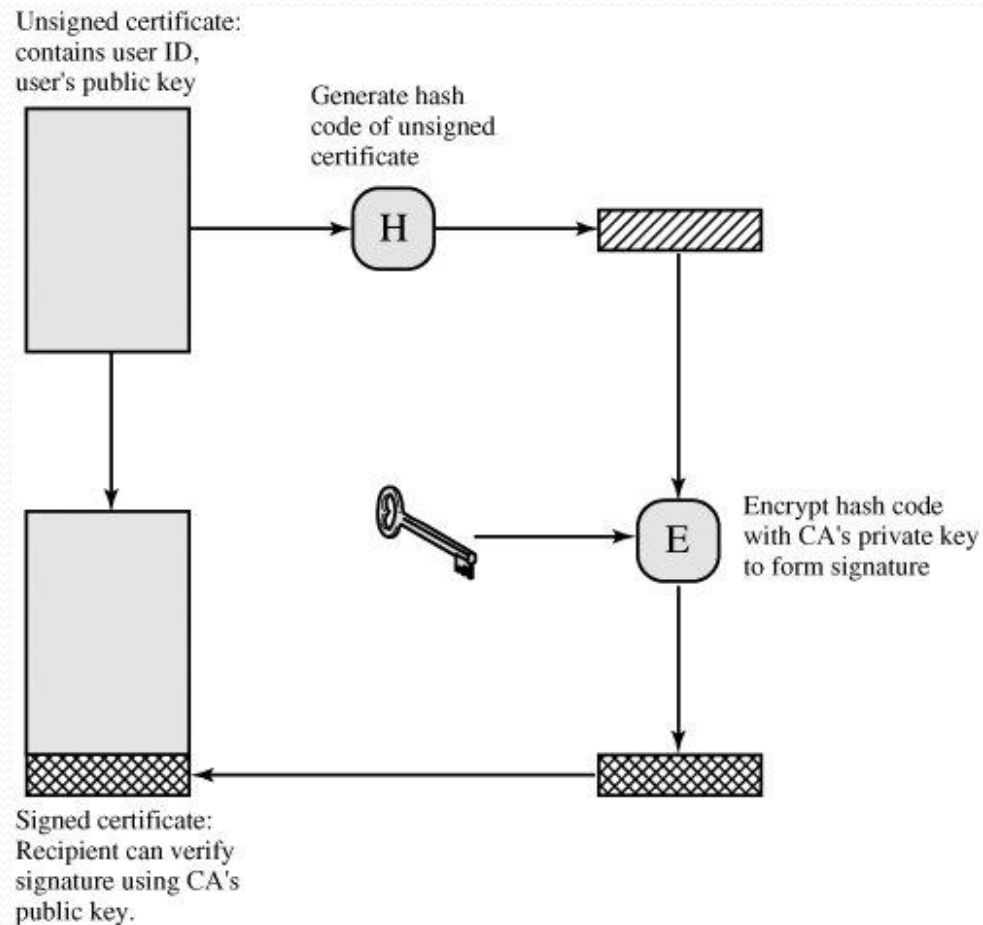 Unsigned certificate:
contains user ID,
user's public key
Generate hash
code of unsigned
certificate
H
E
Encrypt hash code
with CA's private key
to form signature
Signed certificate:
Recipient can verify
signature using CA's
public key.